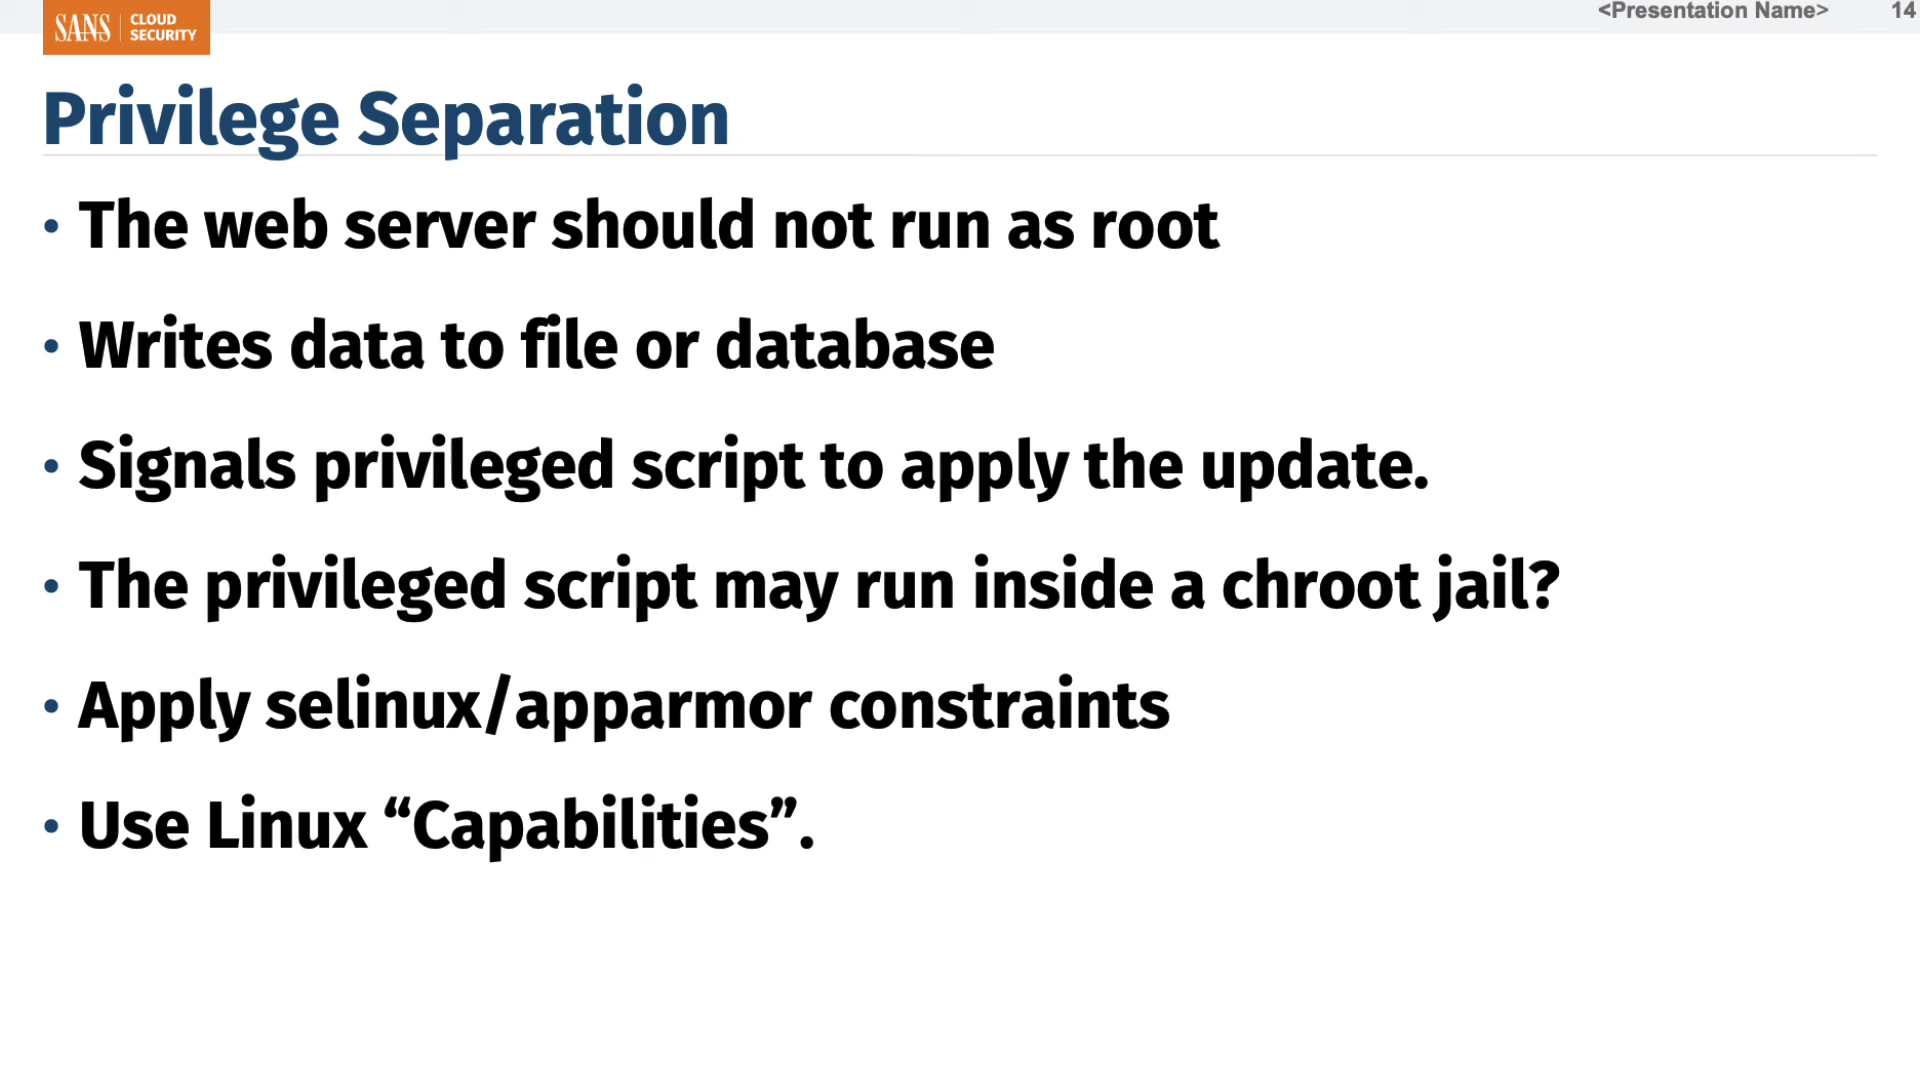 SANS
CLOUD
SECURITY
<Presentation Name>
14
Privilege Separation
• The web server should not run as root
• Writes data to file or database
• Signals privileged script to apply the update.
• The privileged script may run inside a chroot jail?
• Apply selinux/apparmor constraints
• Use Linux “Capabilities”.